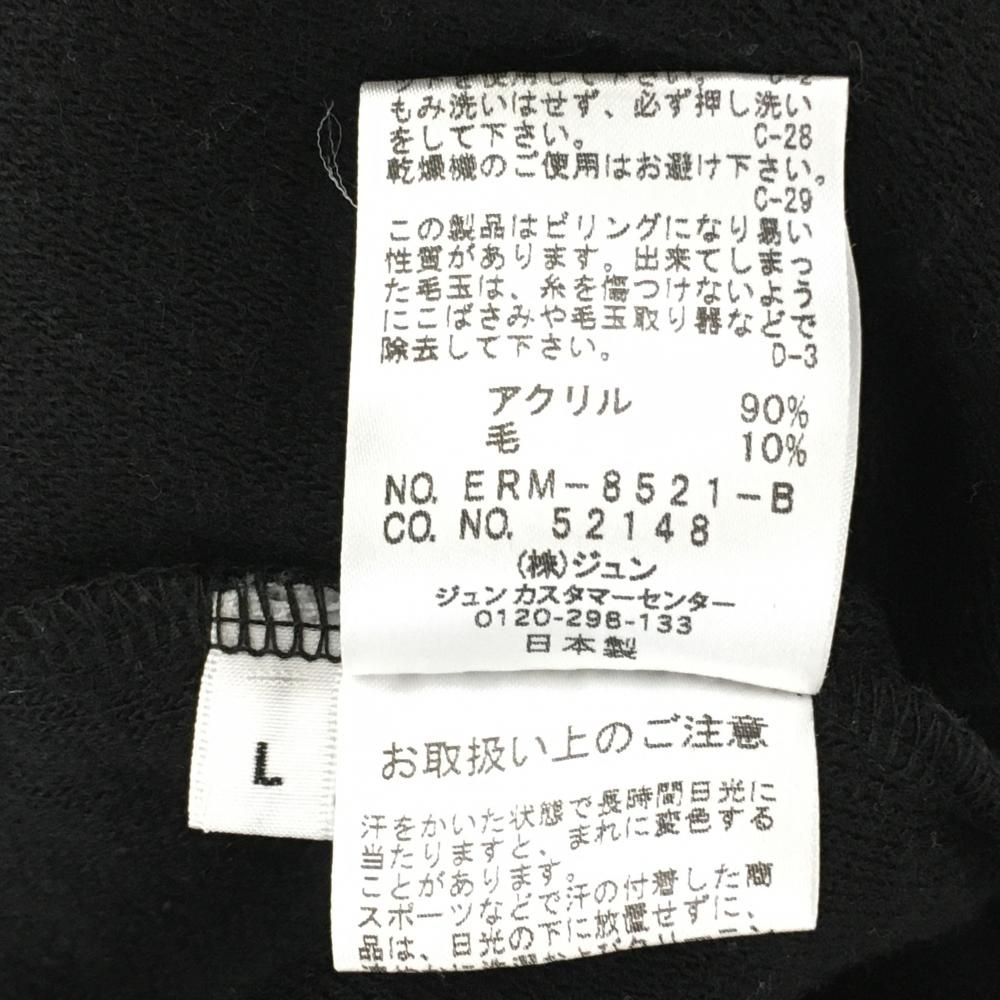 を使用して下さい。
もみ洗いはせず、必ず押し洗い
をして下さい。 C-28
乾燥機のご使用はお避け下さい。
C-29
この製品はピリングになり易い
性質があります。出来てしまっ
た毛玉は、糸を傷つけないよう
にこばさみや毛玉取り器などで
除去して下さい。 D-3
アクリル 90%
毛 10%
NO. ERM-8521-B
CO. NO. 52148
(株)ジュン
ジュンカスタマーセンター
0120-298-133
日本製
L
お取扱い上のご注意
汗をかいた状態で長時間日光に
当たりますと、まれに変色する
ことがあります。
スポーツなどで汗の付着した商
品は、日光の下に放置せずに、